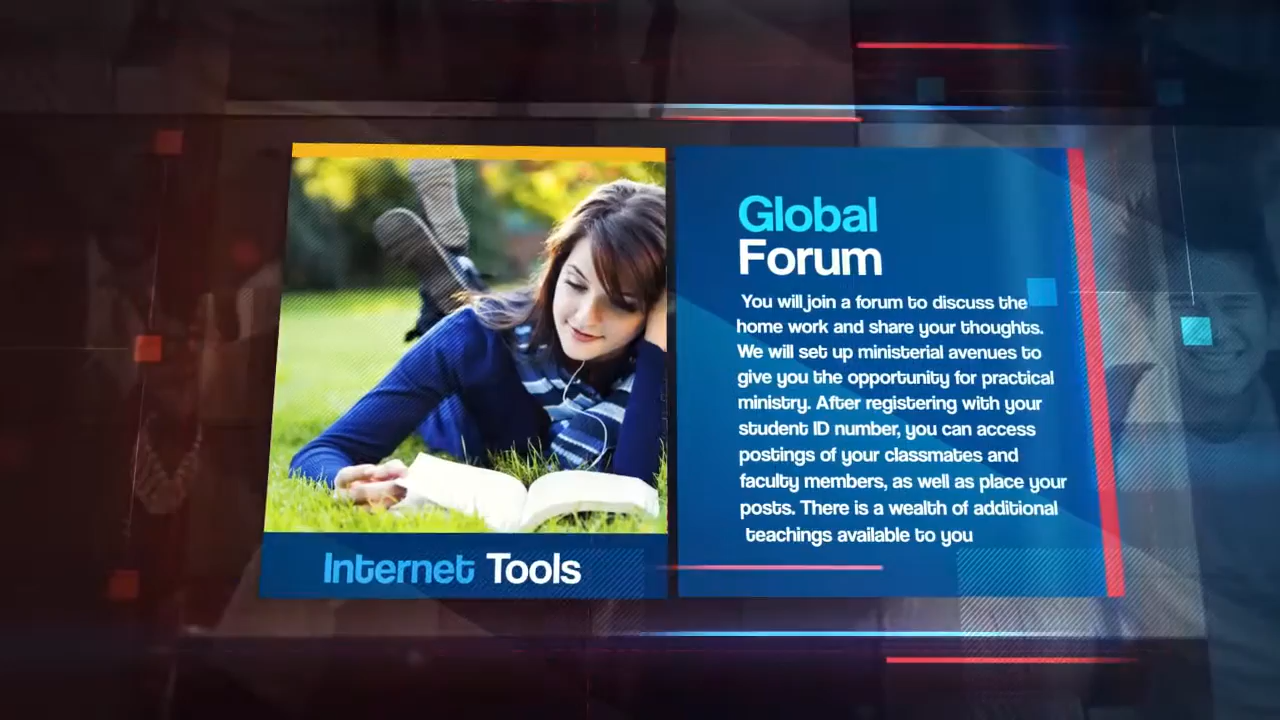 Internet Tools
Global
Forum
You will join a forum to discuss the
home work and share your thoughts.
We will set up ministerial avenues to
give you the opportunity for practical
ministry. After registering with your
student ID number, you can access
postings of your classmates and
faculty members, as well as place your
posts. There is a wealth of additional
teachings available to you